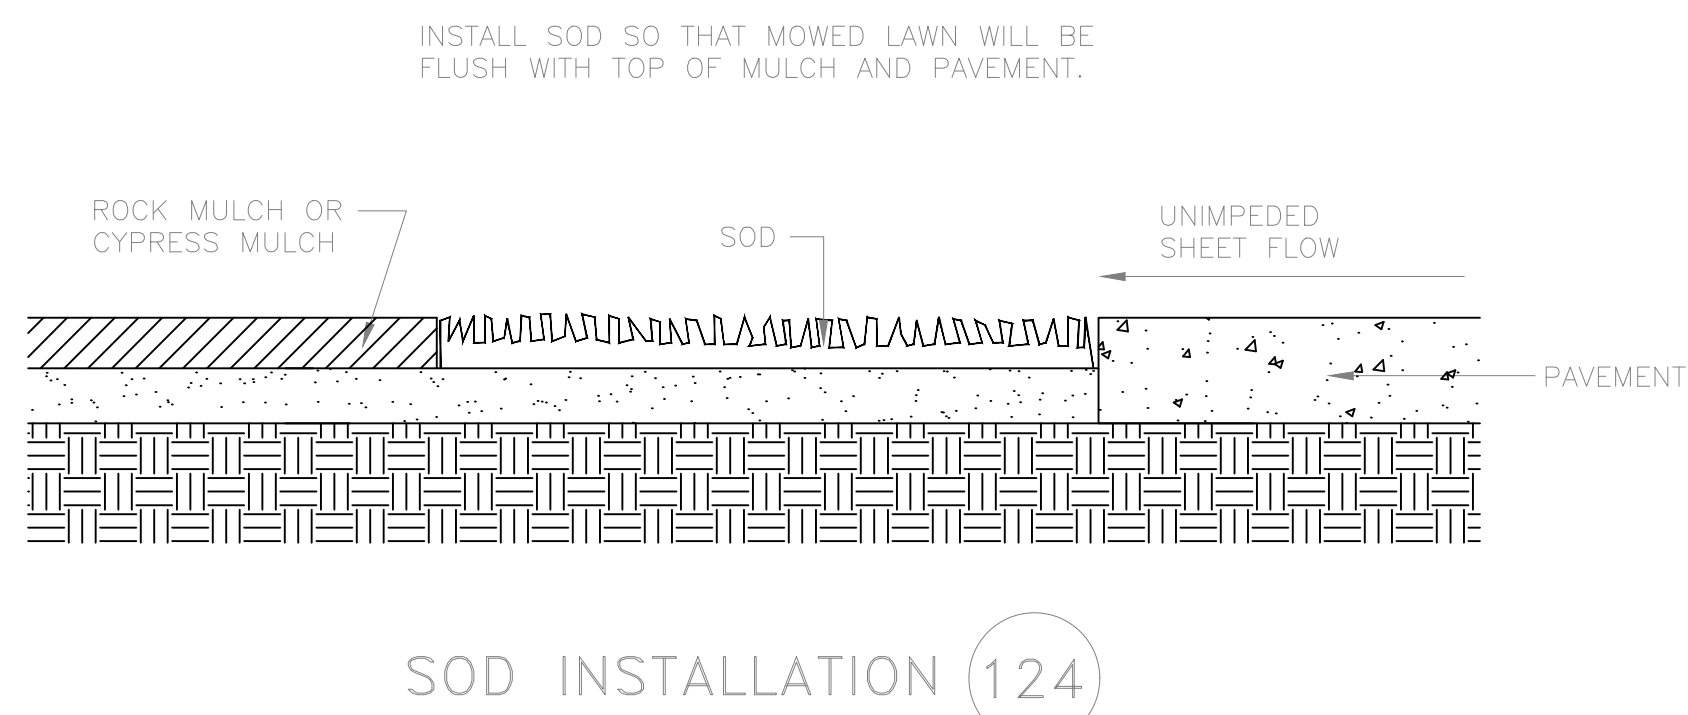 INSTALL SOD SO THAT MOWED LAWN WILL BE
FLUSH WITH TOP OF MULCH AND PAVEMENT.
ROCK MULCH OR
CYPRESS MULCH
SOD
UNIMPEDED
SHEET FLOW
PAVEMENT
SOD INSTALLATION 124